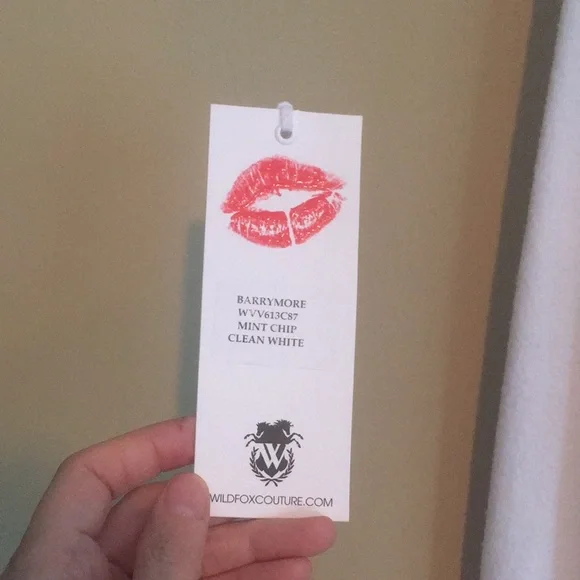 BARRYMORE
WVV613C87
MINT CHIP
CLEAN WHITE
W
WILDFOXCOUTURE.COM